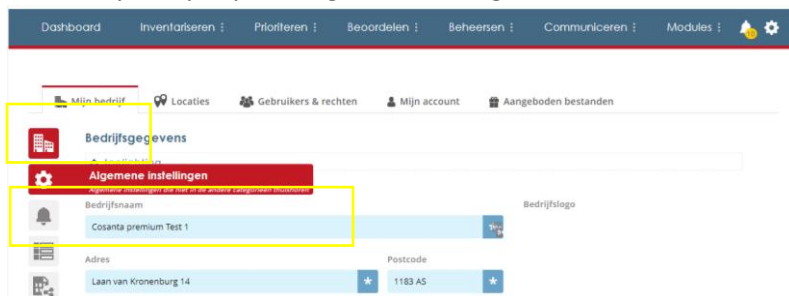 Dashboard Inventariseren Prioriteren Beoordelen Beheersen Communiceren Modules
Mijn bedrijf Locaties Gebruikers & rechten Mijn account Aangeboden bestanden
Bedrijfsgegevens
Algemene instellingen
Algemene instellingen die niet in de andere categorieën thuishoren
Bedrijfsnaam Bedrijfslogo
Cosanta premium Test 1
Adres Postcode
Laan van Kronenburg 14 * 1183 AS *